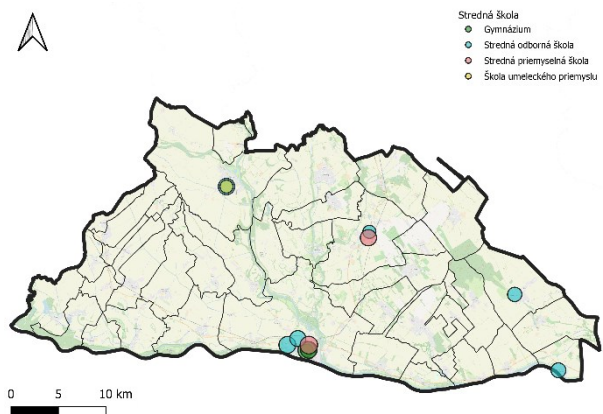 Stredná škola
Gymnázium
Stredná odborná škola
Stredná priemyselná škola
Škola umeleckého priemyslu
0 5 10 km